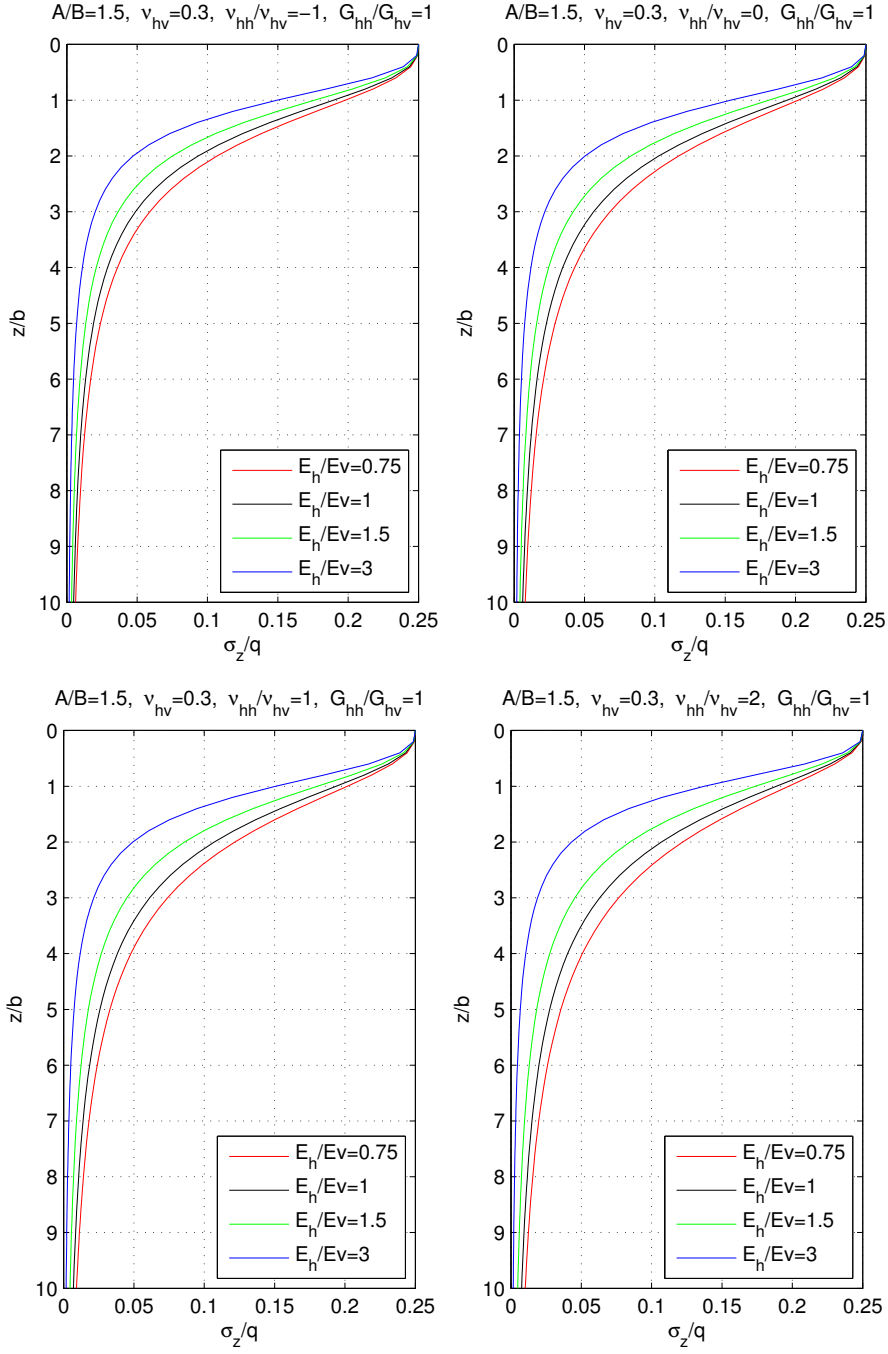 A/B=1.5, ν_hv=0.3, ν_hh/ν_hv=−1, G_hh/G_hv=1
0
1
2
3
4
5
6
7
8
9
10
z/b
E_h/Ev=0.75
E_h/Ev=1
E_h/Ev=1.5
E_h/Ev=3
0 0.05 0.1 0.15 0.2 0.25
σ_z/q
A/B=1.5, ν_hv=0.3, ν_hh/ν_hv=0, G_hh/G_hv=1
0
1
2
3
4
5
6
7
8
9
10
z/b
E_h/Ev=0.75
E_h/Ev=1
E_h/Ev=1.5
E_h/Ev=3
0 0.05 0.1 0.15 0.2 0.25
σ_z/q
A/B=1.5, ν_hv=0.3, ν_hh/ν_hv=1, G_hh/G_hv=1
0
1
2
3
4
5
6
7
8
9
10
z/b
E_h/Ev=0.75
E_h/Ev=1
E_h/Ev=1.5
E_h/Ev=3
0 0.05 0.1 0.15 0.2 0.25
σ_z/q
A/B=1.5, ν_hv=0.3, ν_hh/ν_hv=2, G_hh/G_hv=1
0
1
2
3
4
5
6
7
8
9
10
z/b
E_h/Ev=0.75
E_h/Ev=1
E_h/Ev=1.5
E_h/Ev=3
0 0.05 0.1 0.15 0.2 0.25
σ_z/q